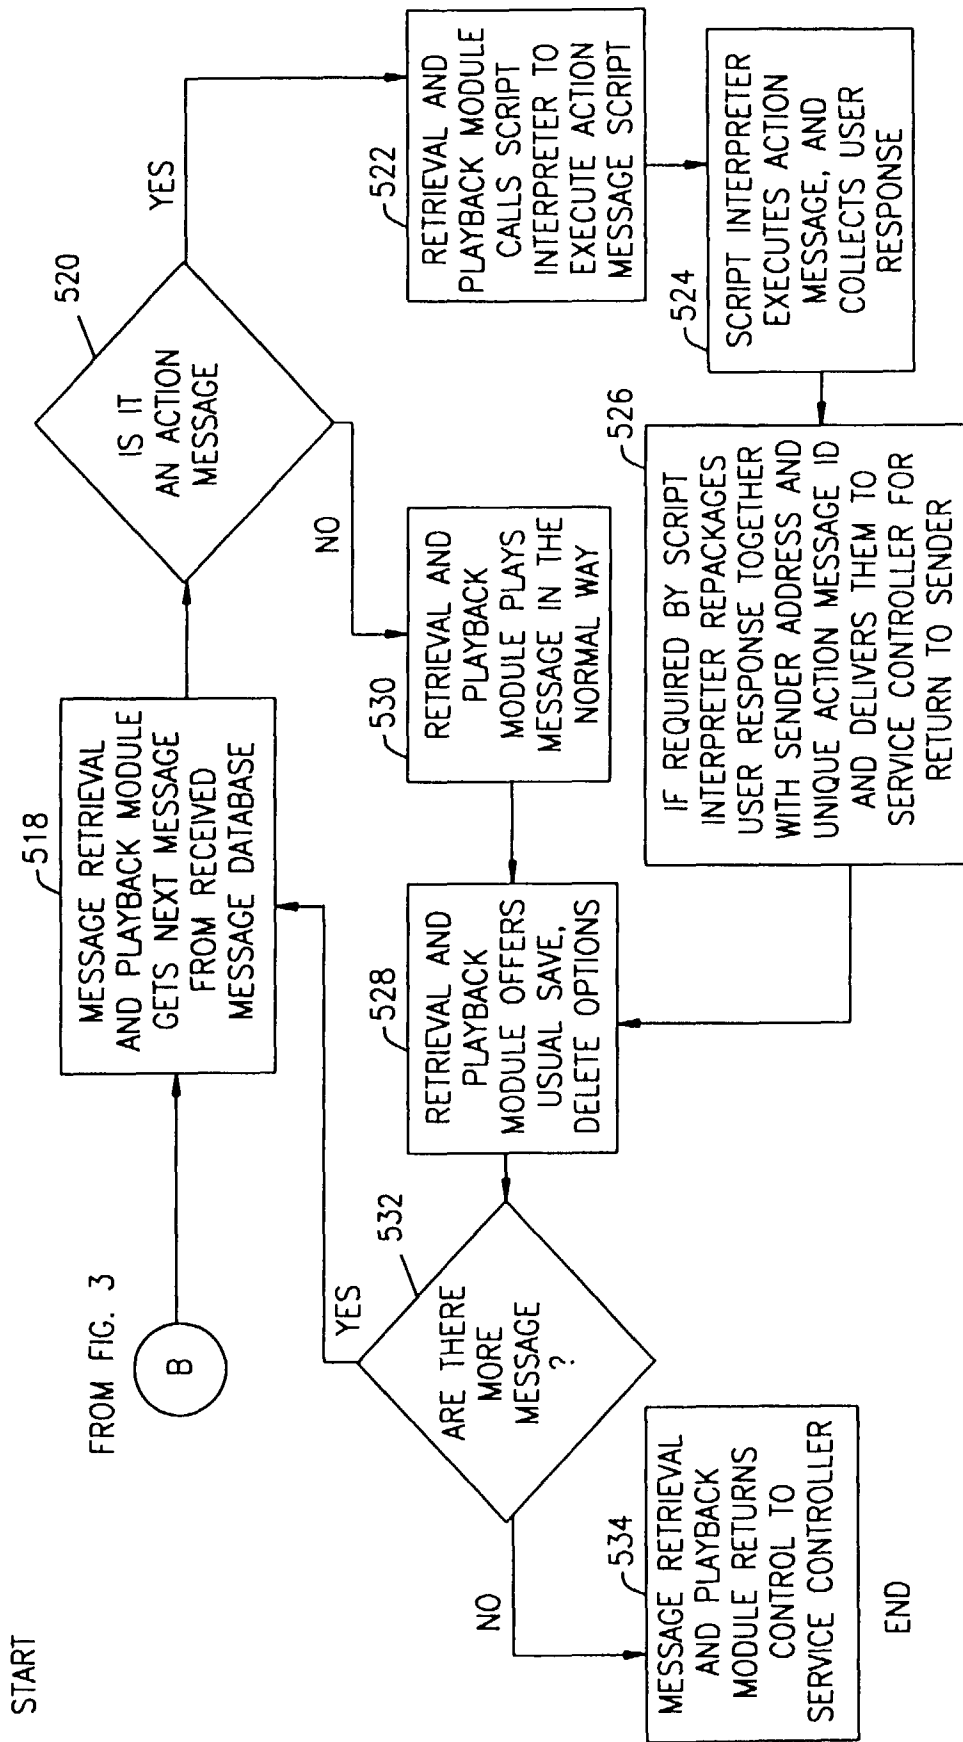 START
FROM FIG. 3
B
518
MESSAGE RETRIEVAL
AND PLAYBACK MODULE
GETS NEXT MESSAGE
FROM RECEIVED
MESSAGE DATABASE
520
IS IT
AN ACTION
MESSAGE
YES
NO
522
RETRIEVAL AND
PLAYBACK MODULE
CALLS SCRIPT
INTERPRETER TO
EXECUTE ACTION
MESSAGE SCRIPT
524
SCRIPT INTERPRETER
EXECUTES ACTION
MESSAGE, AND
COLLECTS USER
RESPONSE
526
IF REQUIRED BY SCRIPT
INTERPRETER REPACKAGES
USER RESPONSE TOGETHER
WITH SENDER ADDRESS AND
UNIQUE ACTION MESSAGE ID
AND DELIVERS THEM TO
SERVICE CONTROLLER FOR
RETURN TO SENDER
530
RETRIEVAL AND
PLAYBACK
MODULE PLAYS
MESSAGE IN THE
NORMAL WAY
528
RETRIEVAL AND
PLAYBACK
MODULE OFFERS
USUAL SAVE,
DELETE OPTIONS
532
ARE THERE
MORE
MESSAGE
?
YES
NO
534
MESSAGE RETRIEVAL
AND PLAYBACK
MODULE RETURNS
CONTROL TO
SERVICE CONTROLLER
END